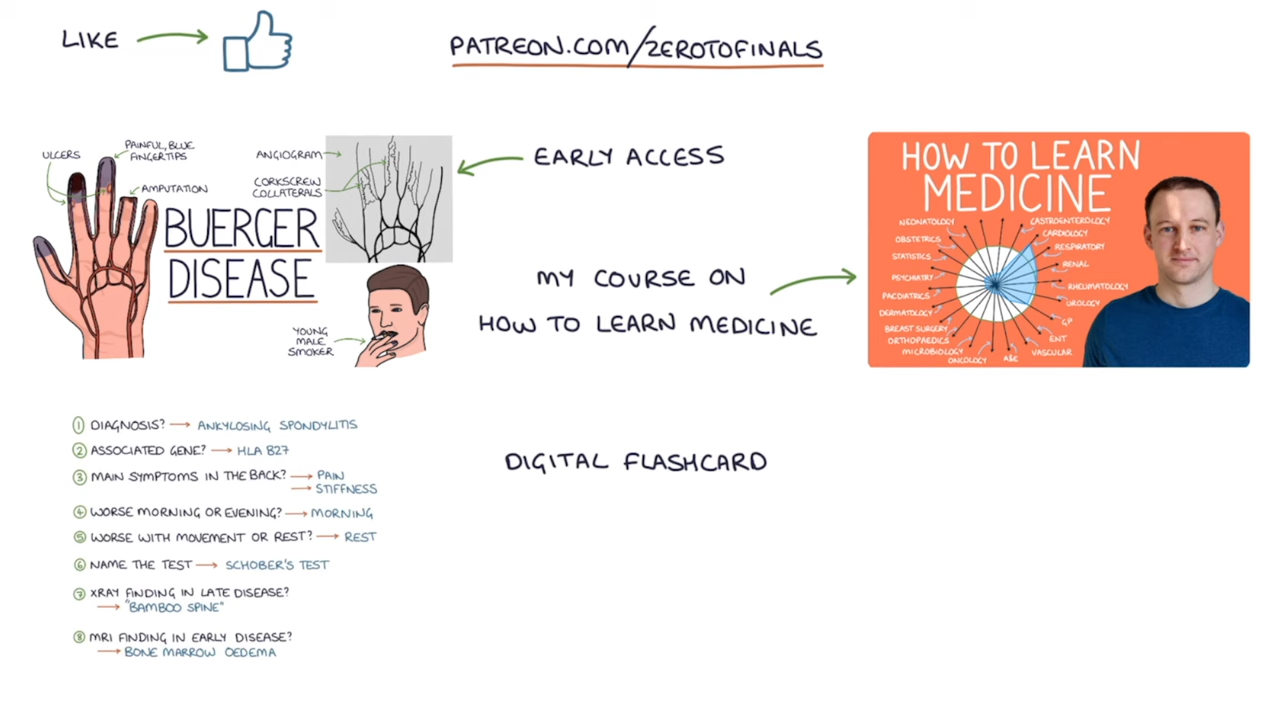 LIKE
PATREON.COM/ZEROTOFINALS
ULCERS
PAINFUL, BLUE
FINGERTIPS
AMPUTATION
BUERGER
DISEASE
ANGIOGRAM
CORKSCREW
COLLATERALS
YOUNG
MALE
SMOKER
EARLY ACCESS
MY COURSE ON
HOW TO LEARN MEDICINE
HOW TO LEARN
MEDICINE
NEONATOLOGY
OBSTETRICS
STATISTICS
PSYCHIATRY
PAEDIATRICS
DERMATOLOGY
BREAST SURGERY
ORTHOPAEDICS
MICROBIOLOGY
ONCOLOGY
A&E
VASCULAR
ENT
GP
UROLOGY
RHEUMATOLOGY
RENAL
RESPIRATORY
CARDIOLOGY
GASTROENTEROLOGY
1 DIAGNOSIS? → ANKYLOSING SPONDYLITIS
2 ASSOCIATED GENE? → HLA B27
3 MAIN SYMPTOMS IN THE BACK? → PAIN
→ STIFFNESS
4 WORSE MORNING OR EVENING? → MORNING
5 WORSE WITH MOVEMENT OR REST? → REST
6 NAME THE TEST → SCHOBER'S TEST
7 XRAY FINDING IN LATE DISEASE?
→ "BAMBOO SPINE"
8 MRI FINDING IN EARLY DISEASE?
→ BONE MARROW OEDEMA
DIGITAL FLASHCARD